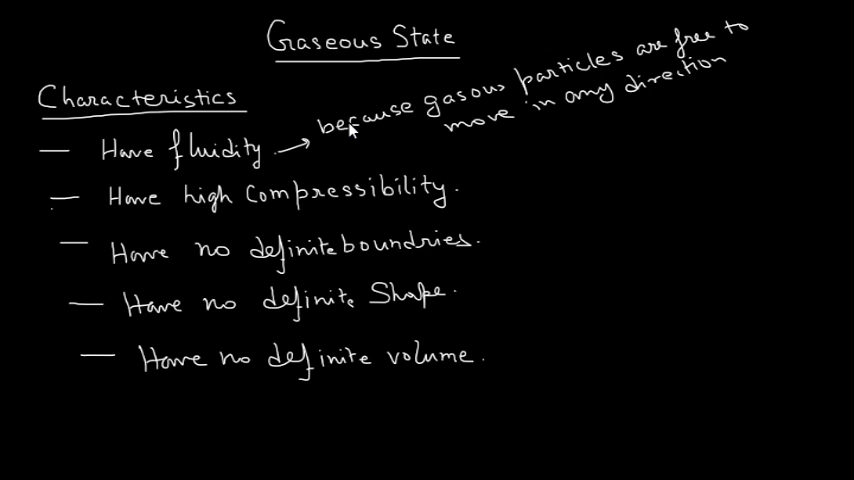 Gaseous State
Characteristics
— Have fluidity. → because gasous particles are free to
move in any direction
— Have high Compressibility.
— Have no definite boundries.
— Have no definite Shape.
— Have no definite volume.